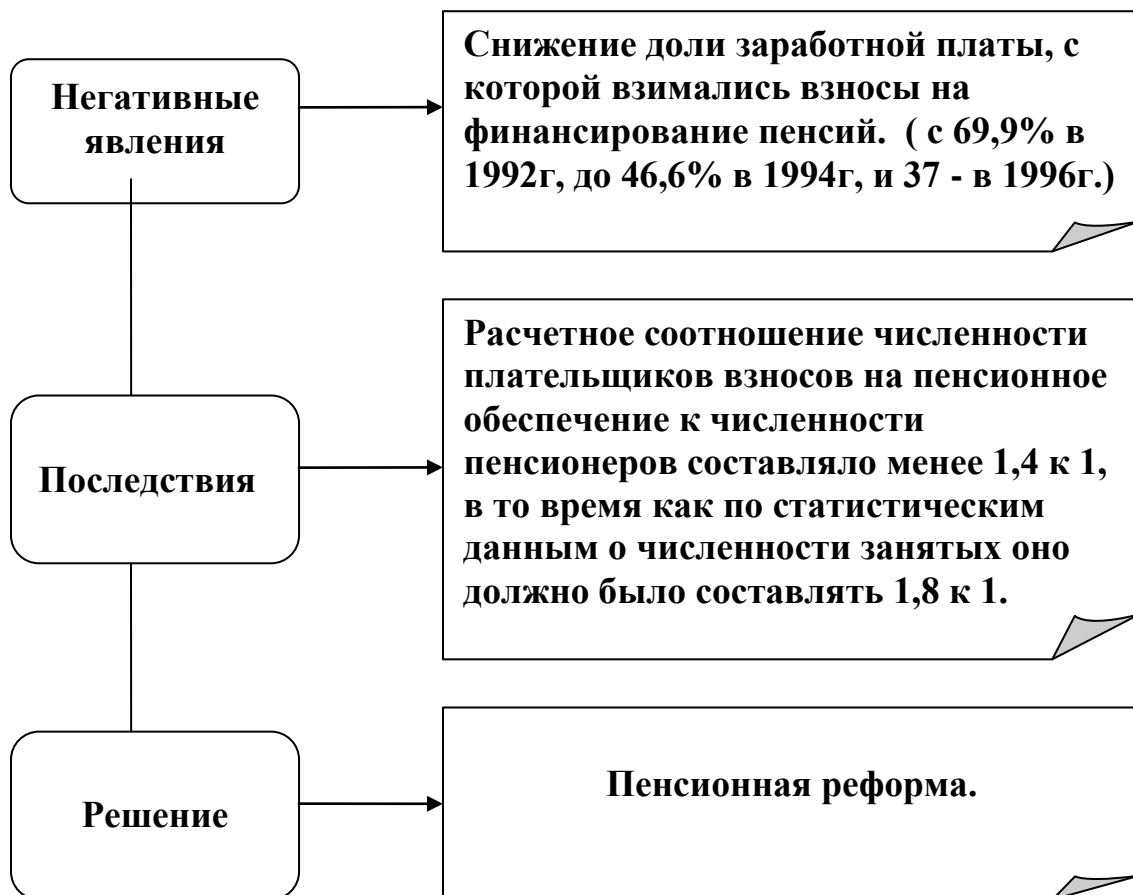 Негативные
явления
Снижение доли заработной платы, с
которой взимались взносы на
финансирование пенсий. ( с 69,9% в
1992г, до 46,6% в 1994г, и 37 - в 1996г.)
Последствия
Расчетное соотношение численности
плательщиков взносов на пенсионное
обеспечение к численности
пенсионеров составляло менее 1,4 к 1,
в то время как по статистическим
данным о численности занятых оно
должно было составлять 1,8 к 1.
Решение
Пенсионная реформа.